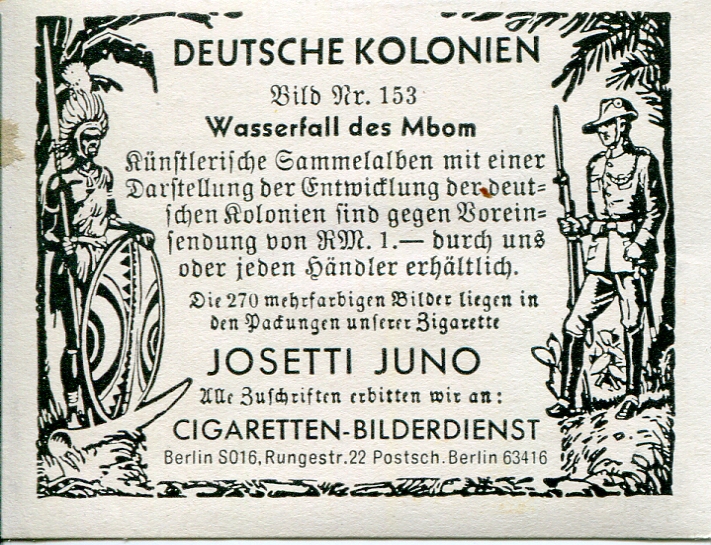 DEUTSCHE KOLONIEN
Bild Nr. 153
Wasserfall des Mbom
Künstlerische Sammelalben mit einer
Darstellung der Entwicklung der deut=
schen Kolonien sind gegen Vorein=
sendung von RM. 1.— durch uns
oder jeden Händler erhältlich.
Die 270 mehrfarbigen Bilder liegen in
den Packungen unserer Zigarette
JOSETTI JUNO
Alle Zuschriften erbitten wir an:
CIGARETTEN-BILDERDIENST
Berlin SO16, Rungestr. 22 Postsch. Berlin 63416